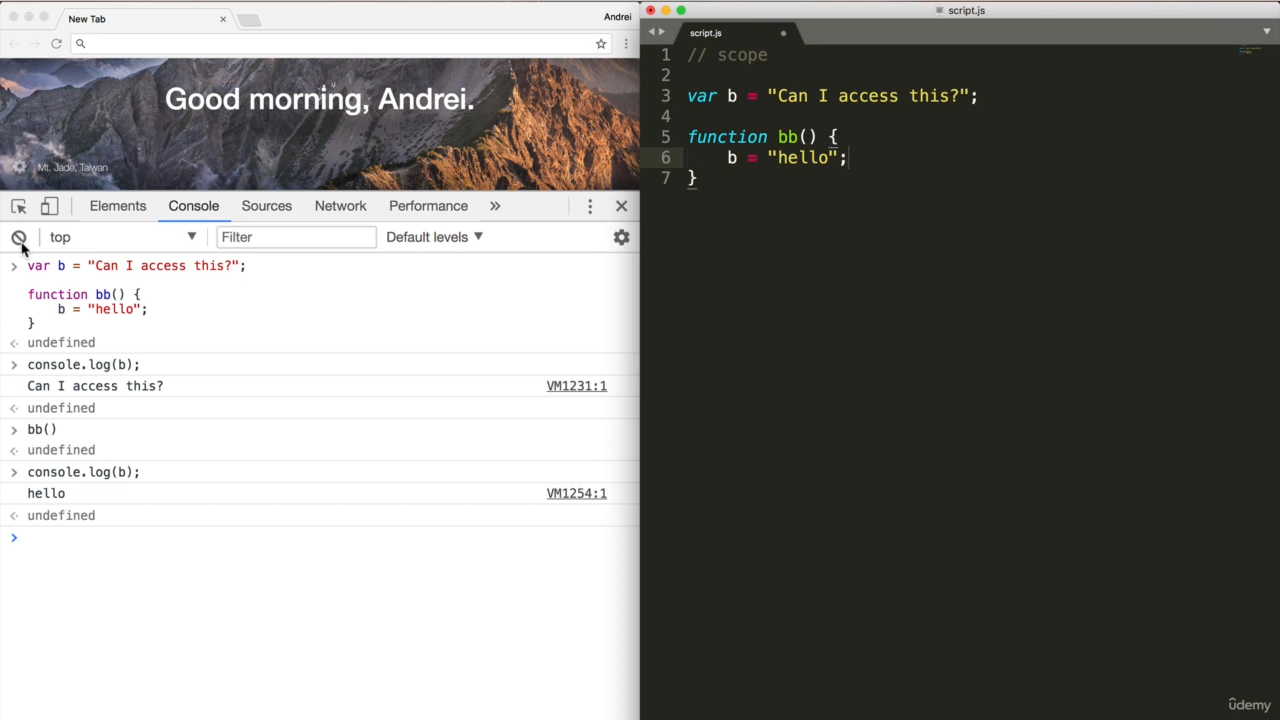 New Tab
Andrei
Good morning, Andrei.
Mt. Jade, Taiwan
Elements Console Sources Network Performance »
top Filter Default levels
var b = "Can I access this?";
function bb() {
b = "hello";
}
undefined
console.log(b);
Can I access this? VM1231:1
undefined
bb()
undefined
console.log(b);
hello VM1254:1
undefined
script.js
script.js
1 // scope
2
3 var b = "Can I access this?";
4
5 function bb() {
6 b = "hello";
7 }
ûdemy